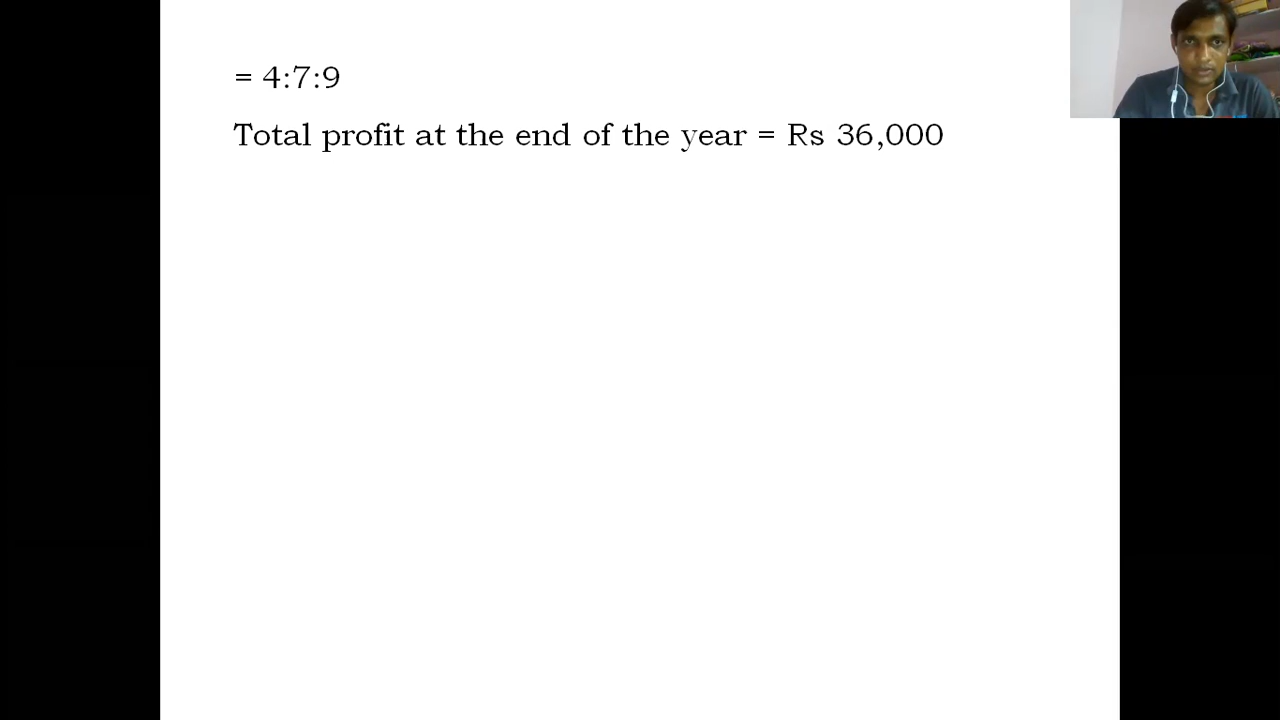 = 4:7:9
Total profit at the end of the year = Rs 36,000